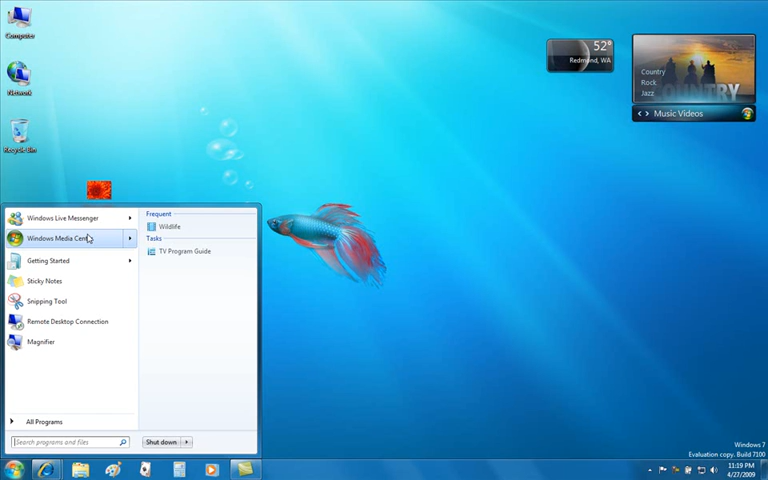 Computer
Network
Recycle Bin
52°
Redmond, WA
Country
Rock
Jazz
COUNTRY
Music Videos
Windows Live Messenger
Windows Media Cen
Getting Started
Sticky Notes
Snipping Tool
Remote Desktop Connection
Magnifier
All Programs
Search programs and files
Frequent
Wildlife
Tasks
TV Program Guide
Shut down
Windows 7
Evaluation copy. Build 7100
11:19 PM
4/27/2009